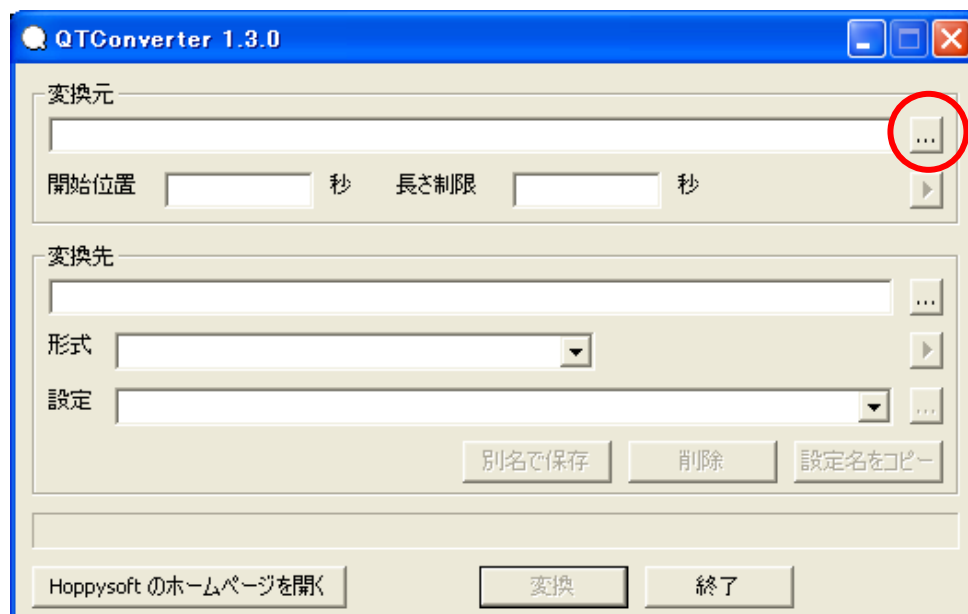 QTConverter 1.3.0
変換元
...
開始位置 秒 長さ制限 秒
変換先
...
形式
設定 ...
別名で保存 削除 設定名をコピー
Hoppysoft のホームページを開く 変換 終了